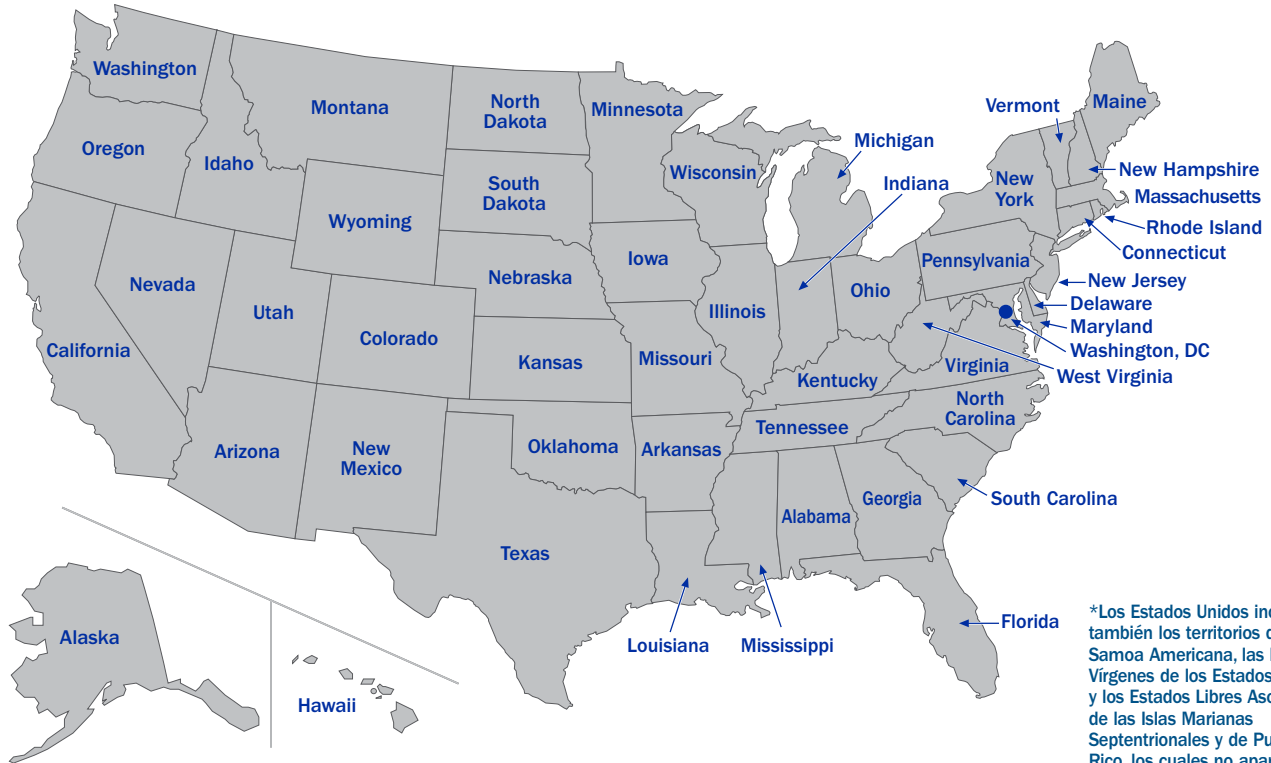 Washington
Oregon
California
Idaho
Nevada
Montana
Wyoming
Utah
Arizona
Colorado
New
Mexico
North
Dakota
South
Dakota
Nebraska
Kansas
Oklahoma
Texas
Minnesota
Iowa
Missouri
Arkansas
Louisiana
Wisconsin
Illinois
Mississippi
Michigan
Indiana
Ohio
Kentucky
Tennessee
Alabama
Georgia
Florida
South Carolina
North
Carolina
Virginia
West Virginia
Washington, DC
Maryland
Delaware
New Jersey
Pennsylvania
New
York
Connecticut
Rhode Island
Massachusetts
New Hampshire
Vermont
Maine
Alaska
Hawaii
*Los Estados Unidos
también los territorios
Samoa Americana, las
Vírgenes de los Estados
y los Estados Libres
de las Islas Marianas
Septentrionales y de
Rico, los cuales no